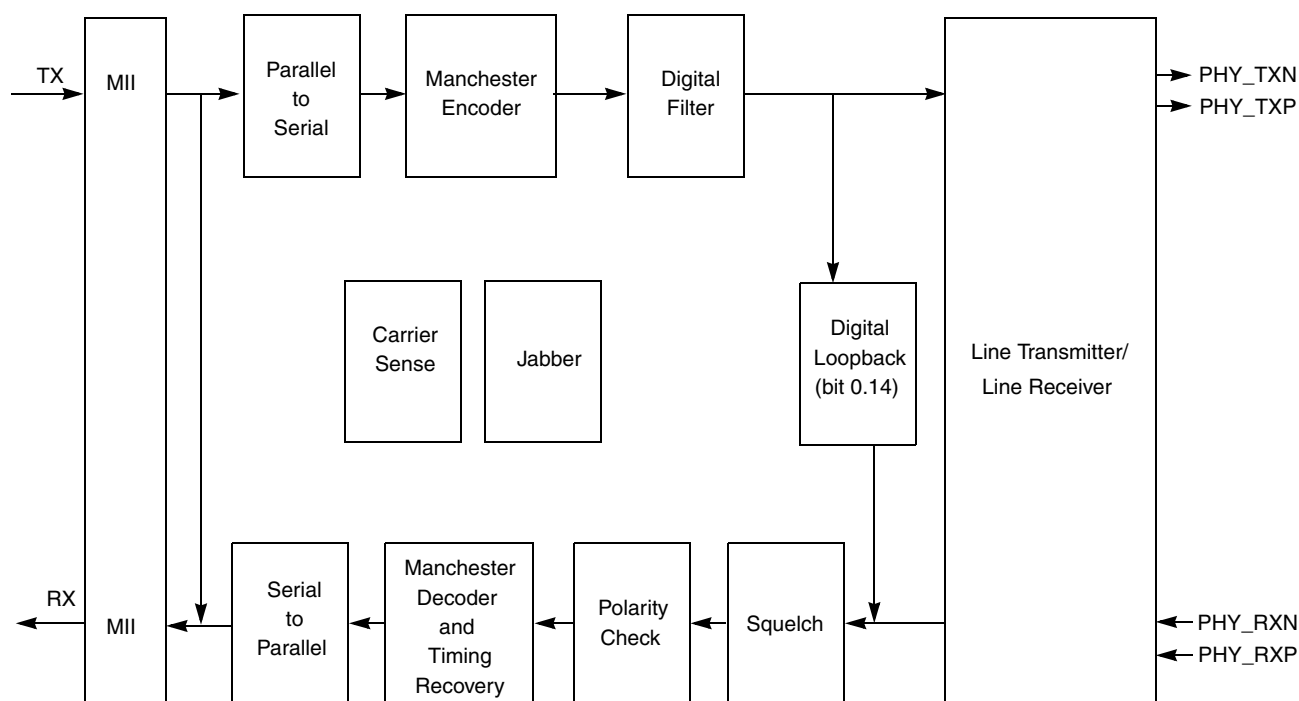 TX
MII
Parallel
to
Serial
Manchester
Encoder
Digital
Filter
PHY_TXN
PHY_TXP
Carrier
Sense
Jabber
Digital
Loopback
(bit 0.14)
Line Transmitter/
Line Receiver
RX
MII
Serial
to
Parallel
Manchester
Decoder
and
Timing
Recovery
Polarity
Check
Squelch
PHY_RXN
PHY_RXP